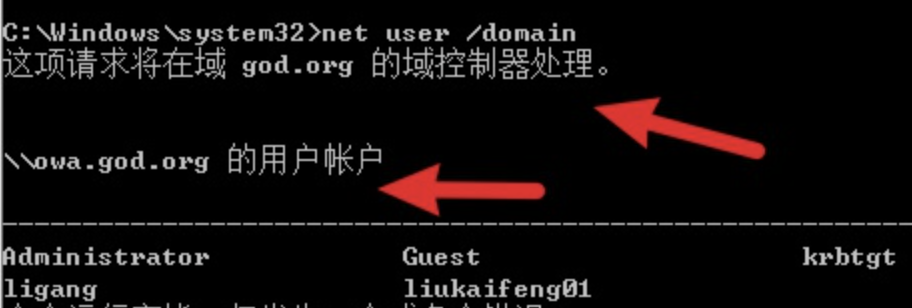 C:\Windows\system32>net user /domain
这项请求将在域 god.org 的域控制器处理。
\\owa.god.org 的用户帐户
-------------------------------------------------------------------------------
Administrator Guest krbtgt
ligang liukaifeng01